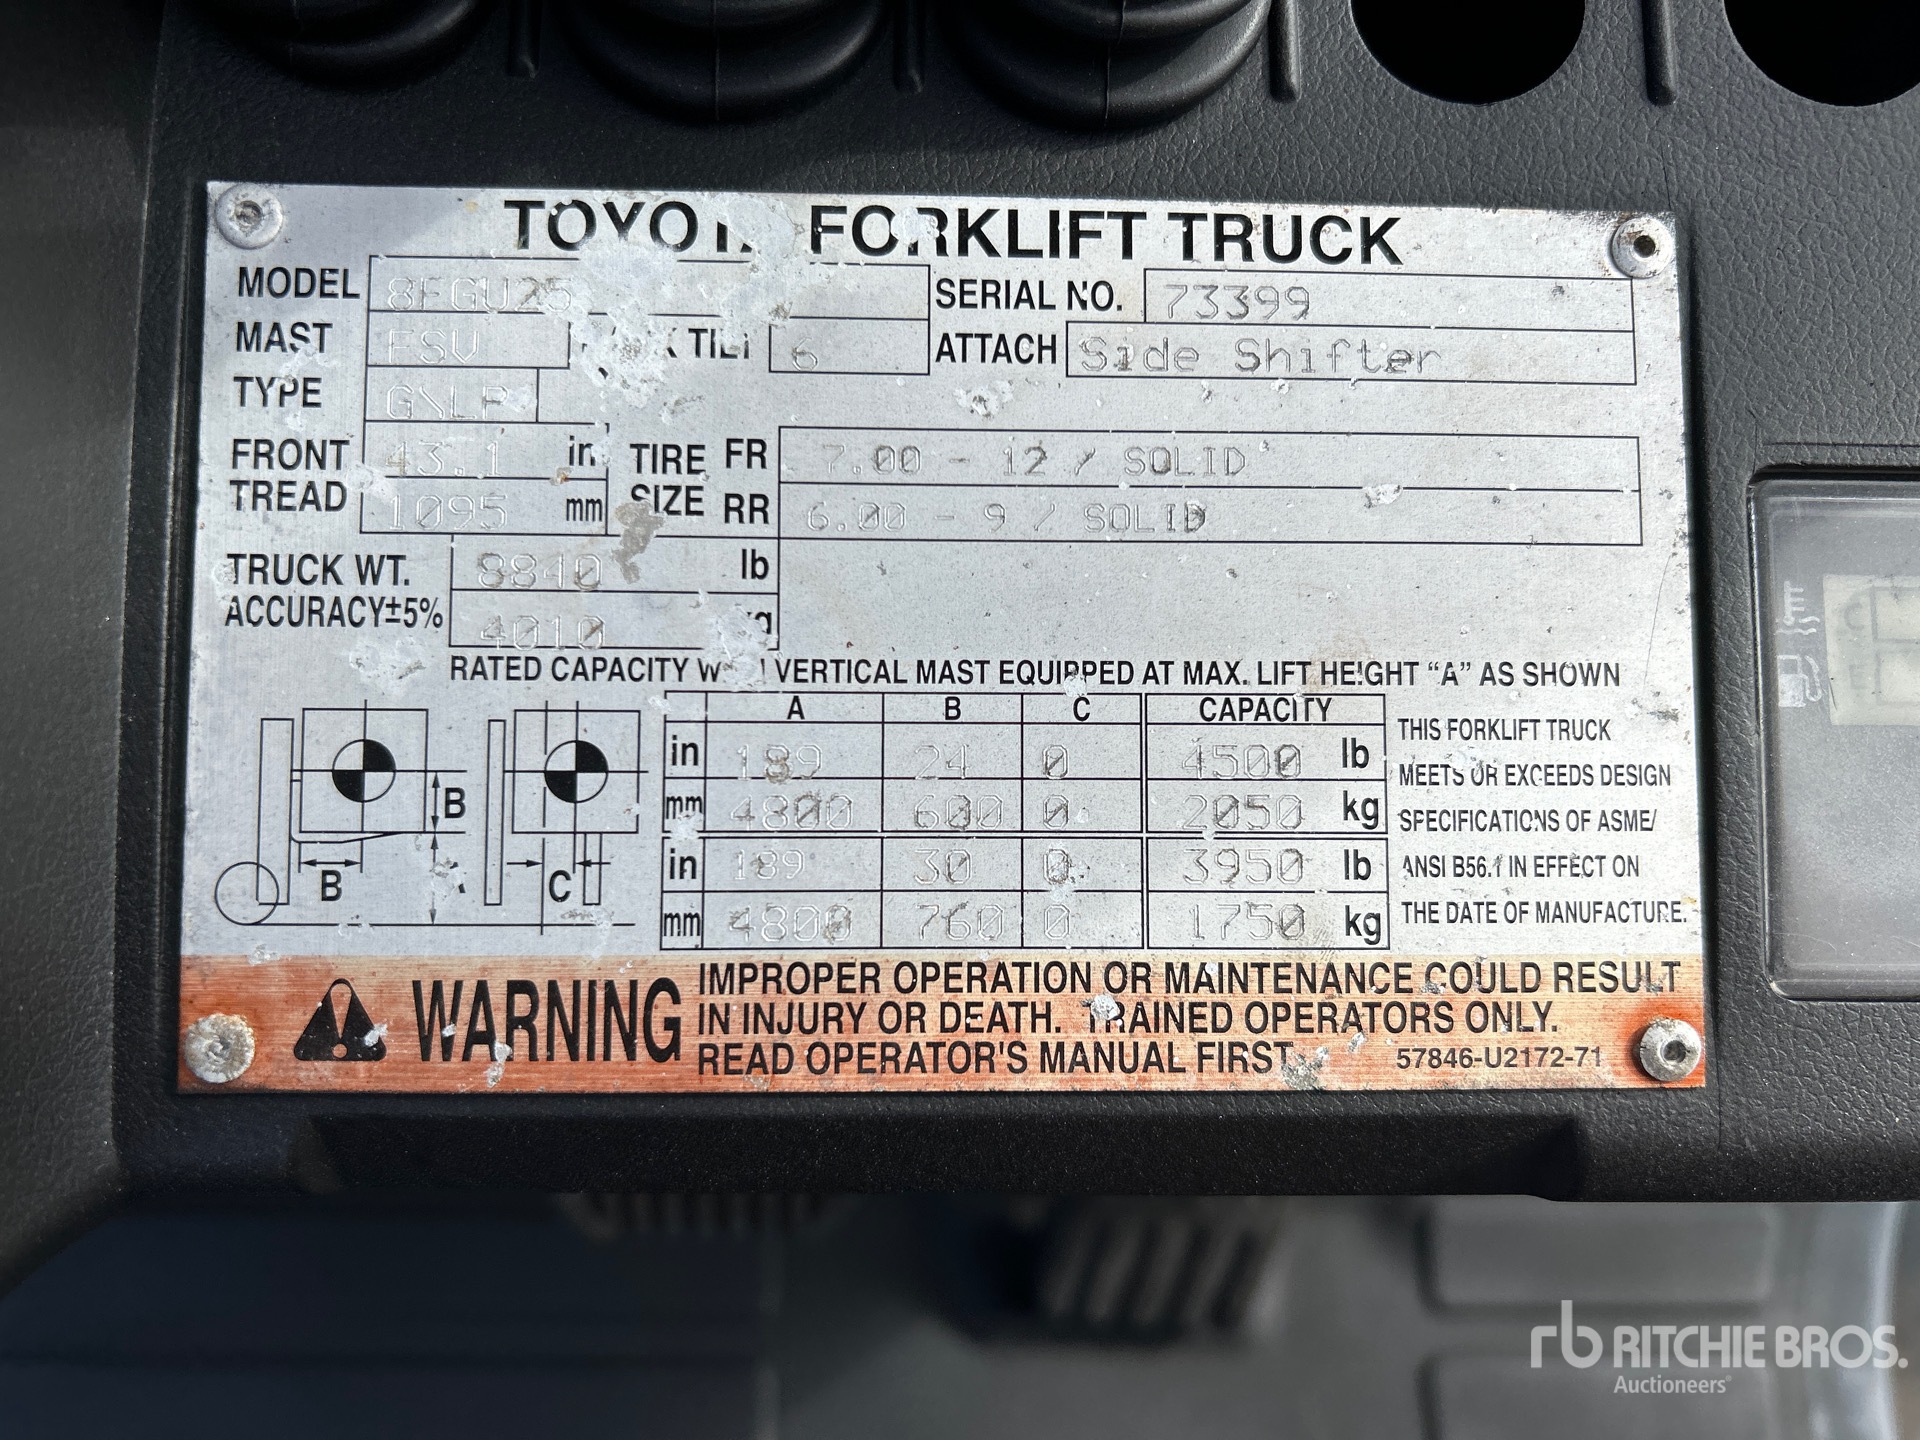 TOYOTA FORKLIFT TRUCK
MODEL 8FGU25 SERIAL NO. 73399
MAST FSV BACK TILT 6 ATTACH Side Shifter
TYPE G\LP
FRONT TREAD 43.1 in 1095 mm
TIRE SIZE FR 7.00 - 12 / SOLID
RR 6.00 - 9 / SOLID
TRUCK WT. 8840 lb
ACCURACY±5% 4010 kg
RATED CAPACITY WITH VERTICAL MAST EQUIPPED AT MAX. LIFT HEIGHT “A” AS SHOWN
A B C CAPACITY
in 189 24 0 4500 lb
mm 4800 600 0 2050 kg
in 189 30 0 3950 lb
mm 4800 760 0 1750 kg
B
B
A
C
THIS FORKLIFT TRUCK
MEETS OR EXCEEDS DESIGN
SPECIFICATIONS OF ASME/
ANSI B56.1 IN EFFECT ON
THE DATE OF MANUFACTURE.
WARNING
IMPROPER OPERATION OR MAINTENANCE COULD RESULT
IN INJURY OR DEATH. TRAINED OPERATORS ONLY.
READ OPERATOR'S MANUAL FIRST.
57846-U2172-71
rb RITCHIE BROS.
Auctioneers